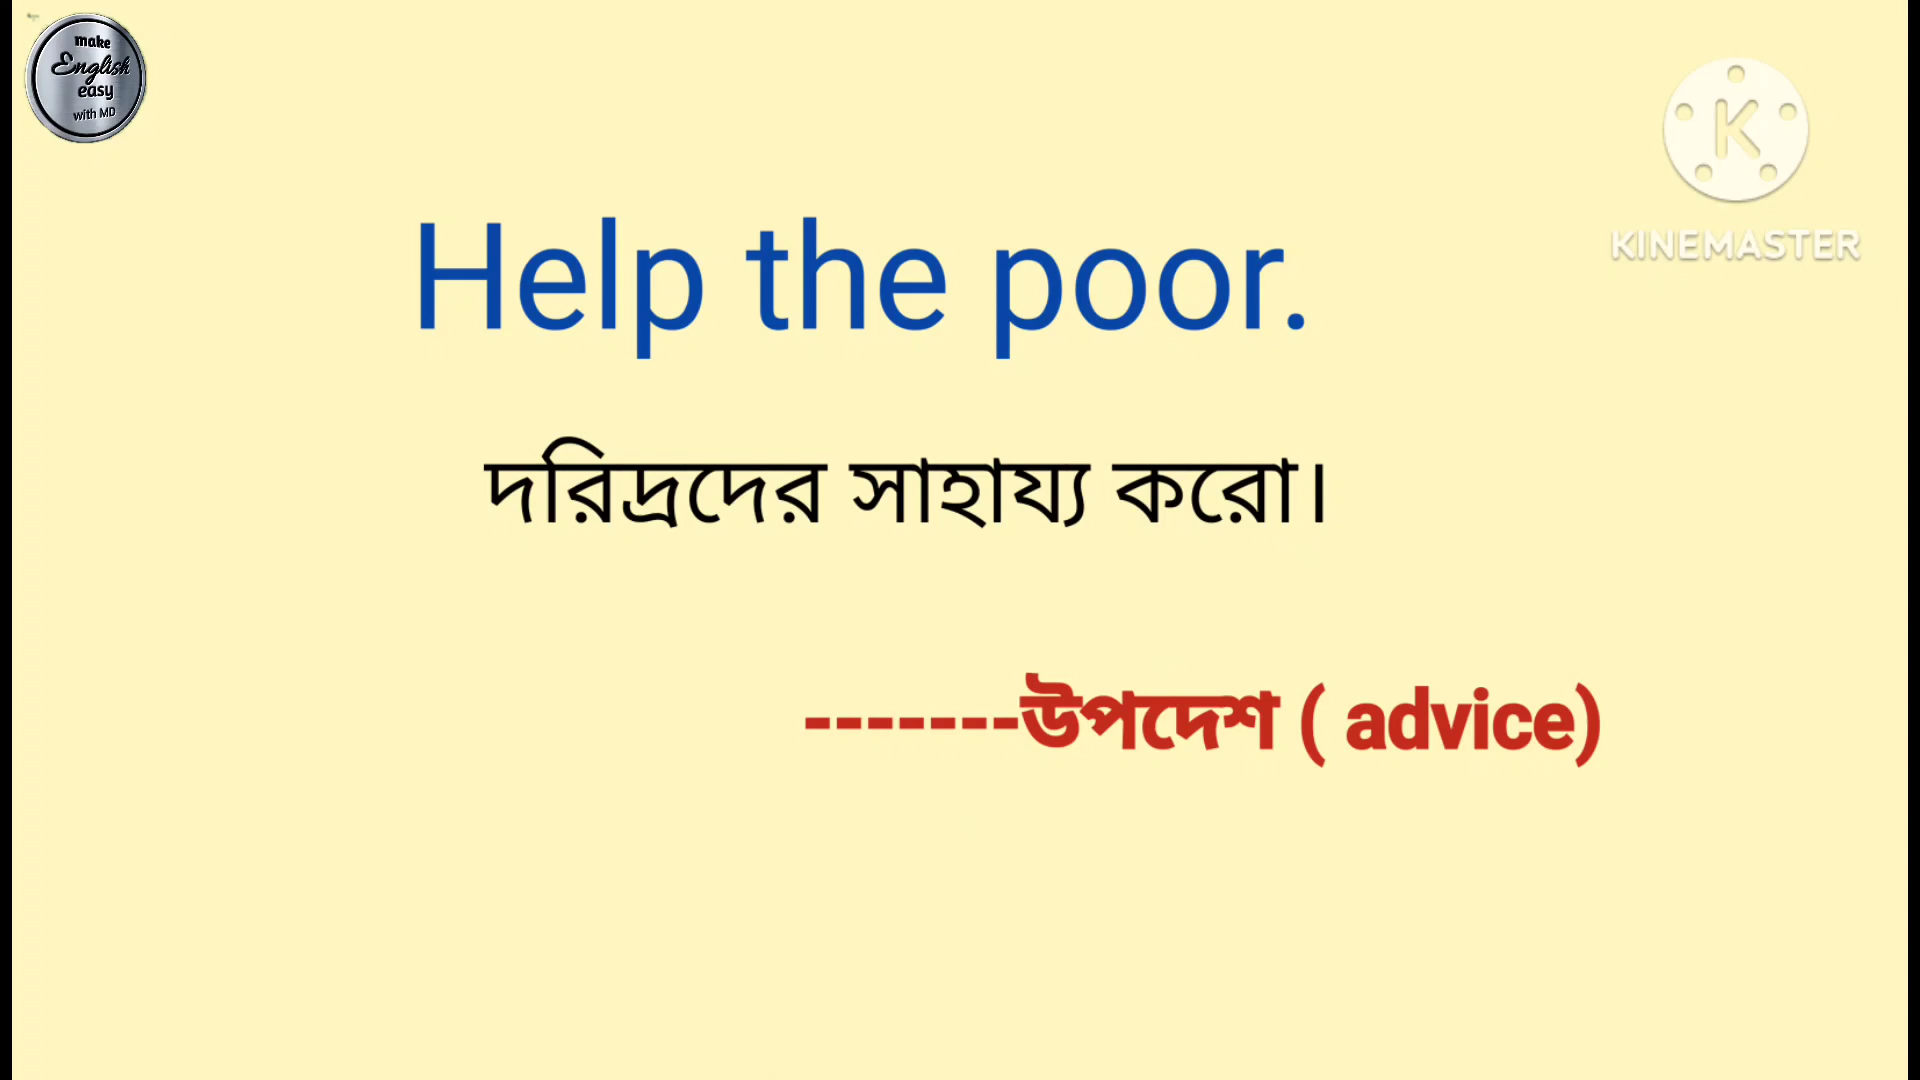 make
English
easy
with MD
KINEMASTER
Help the poor.
দরিদ্রদের সাহায্য করো।
-------উপদেশ ( advice)